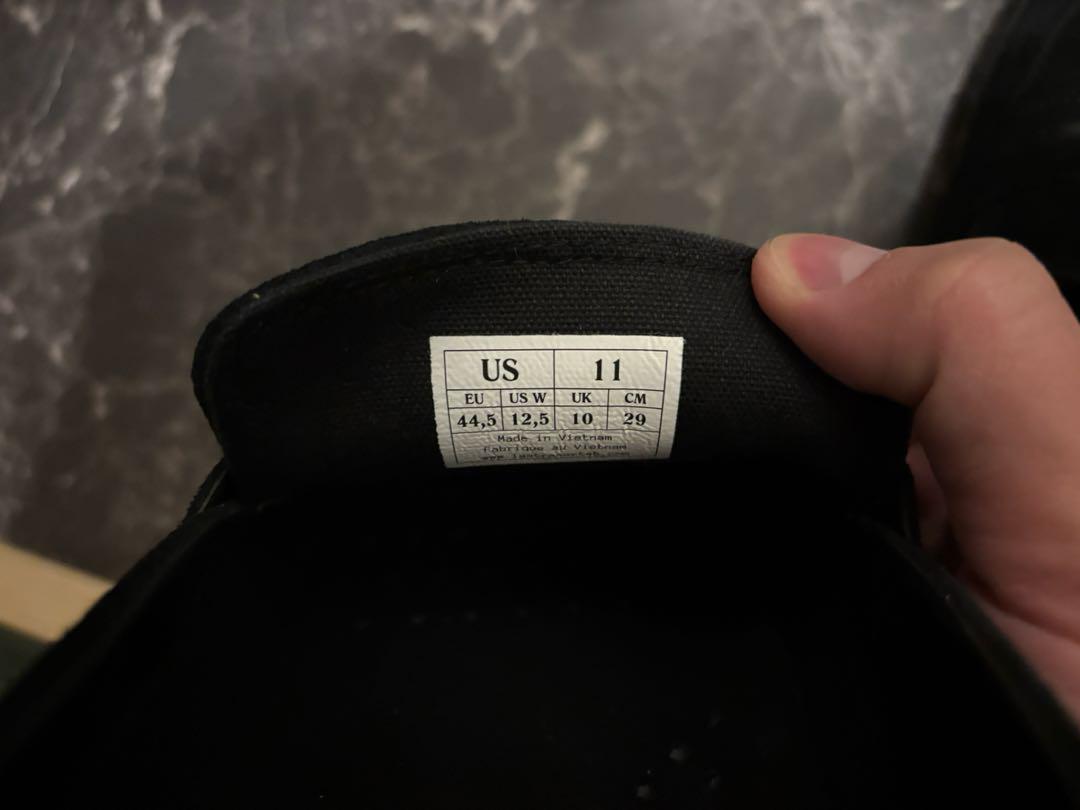 US 11
EU US W UK CM
44,5 12,5 10 29
Made in Vietnam
Fabriqué au Vietnam